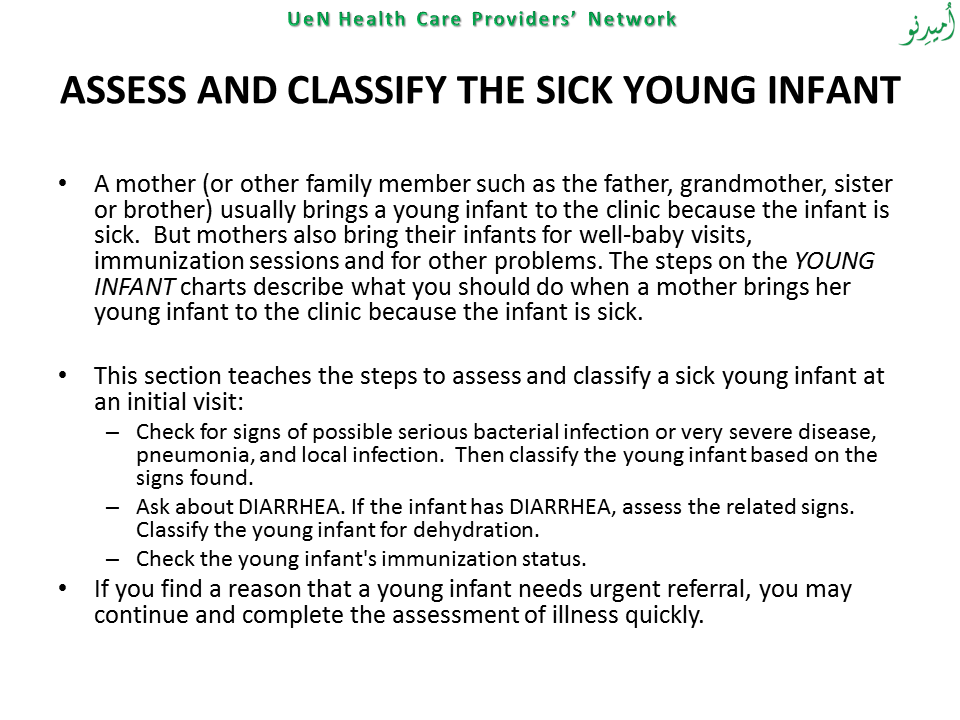 UeN Health Care Providers’ Network
اُمیدِنو
ASSESS AND CLASSIFY THE SICK YOUNG INFANT
• A mother (or other family member such as the father, grandmother, sister
or brother) usually brings a young infant to the clinic because the infant is
sick.  But mothers also bring their infants for well-baby visits,
immunization sessions and for other problems. The steps on the YOUNG
INFANT charts describe what you should do when a mother brings her
young infant to the clinic because the infant is sick.
• This section teaches the steps to assess and classify a sick young infant at
an initial visit:
– Check for signs of possible serious bacterial infection or very severe disease,
pneumonia, and local infection.  Then classify the young infant based on the
signs found.
– Ask about DIARRHEA. If the infant has DIARRHEA, assess the related signs.
Classify the young infant for dehydration.
– Check the young infant's immunization status.
• If you find a reason that a young infant needs urgent referral, you may
continue and complete the assessment of illness quickly.